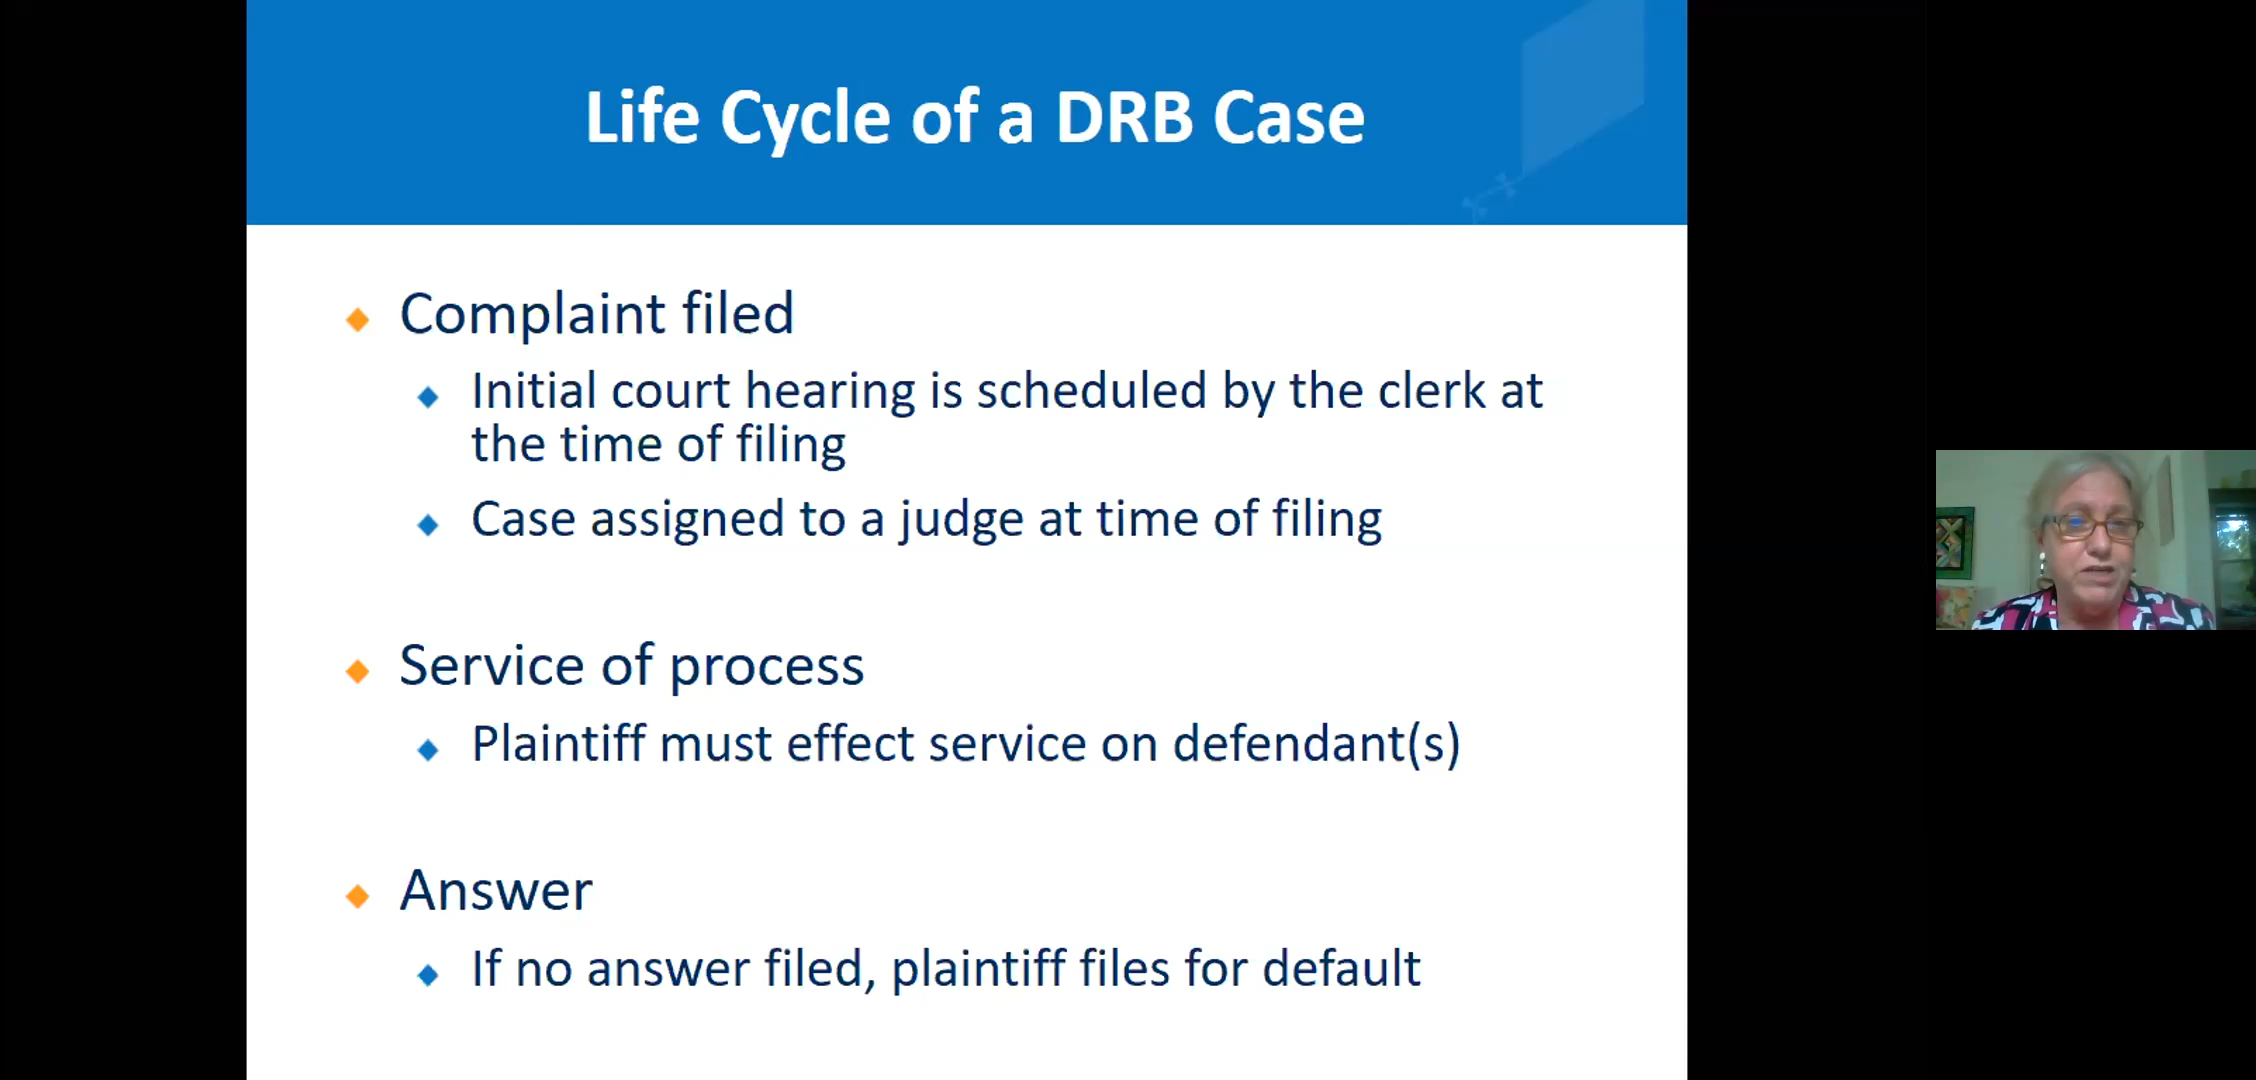 Life Cycle of a DRB Case
Complaint filed
Initial court hearing is scheduled by the clerk at
the time of filing
Case assigned to a judge at time of filing
Service of process
Plaintiff must effect service on defendant(s)
Answer
If no answer filed, plaintiff files for default